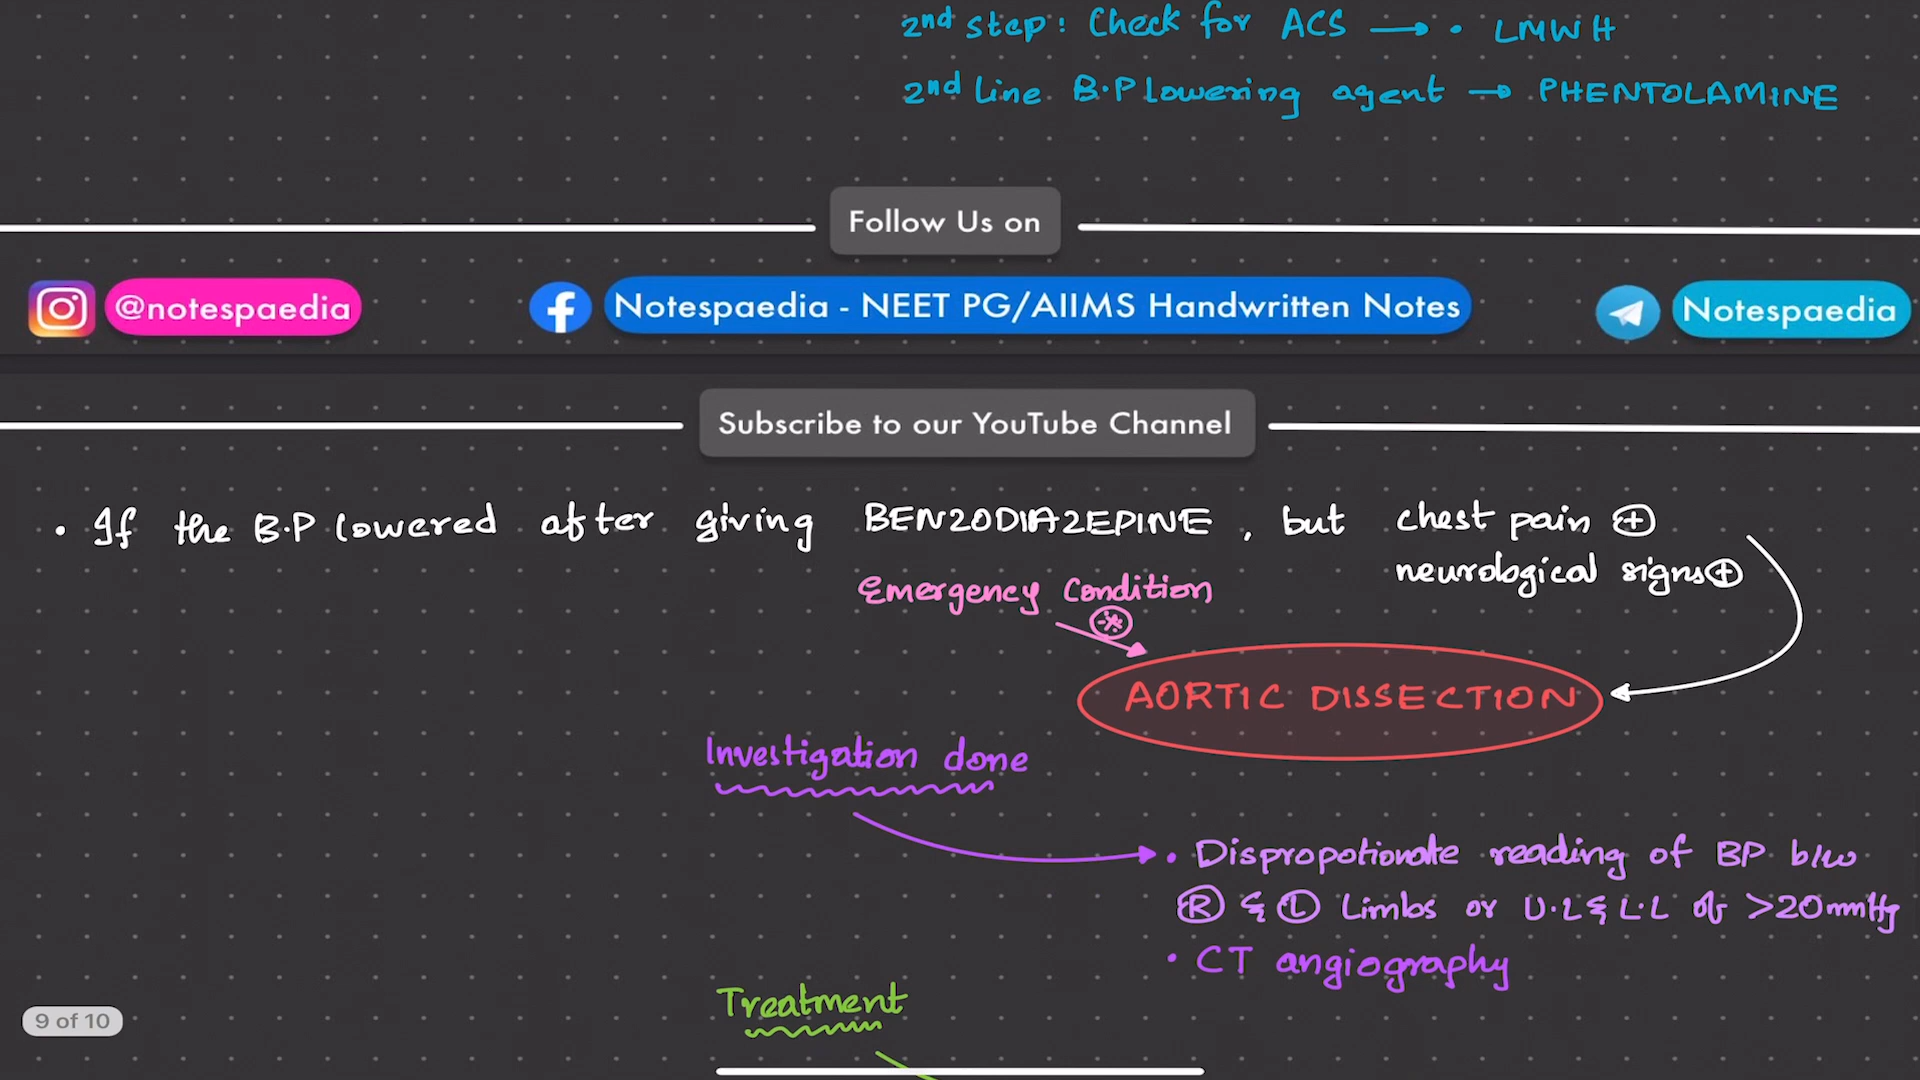 2nd Step: Check for ACS → • LMWH
2nd Line B.P lowering agent → PHENTOLAMINE
Follow Us on
@notespaedia
Notespaedia - NEET PG/AIIMS Handwritten Notes
Notespaedia
Subscribe to our YouTube Channel
• If the B.P lowered after giving BENZODIAZEPINE, but chest pain ⊕
neurological signs ⊕
Emergency Condition
AORTIC DISSECTION
Investigation done
• Dispropotionate reading of BP b/w
Ⓡ & Ⓛ Limbs or U.L & L.L of >20mmHg
• CT angiography
Treatment
9 of 10